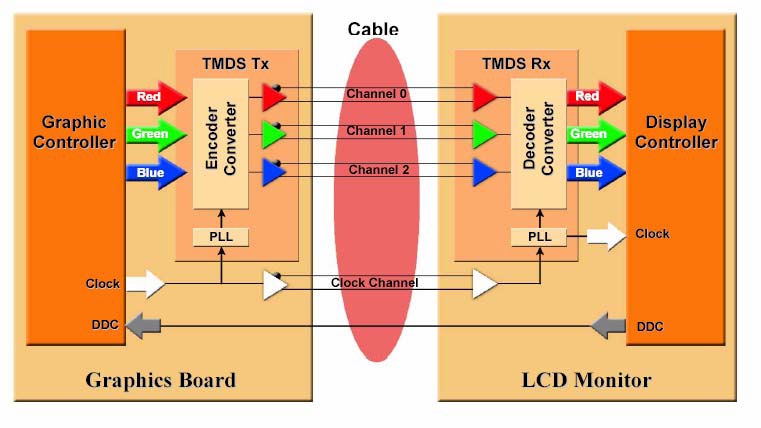 Cable
TMDS Tx
TMDS Rx
Graphic
Controller
Red
Green
Blue
Encoder
Converter
PLL
Channel 0
Channel 1
Channel 2
Clock Channel
Decoder
Converter
PLL
Red
Green
Blue
Display
Controller
Clock
Clock
DDC
DDC
Graphics Board
LCD Monitor